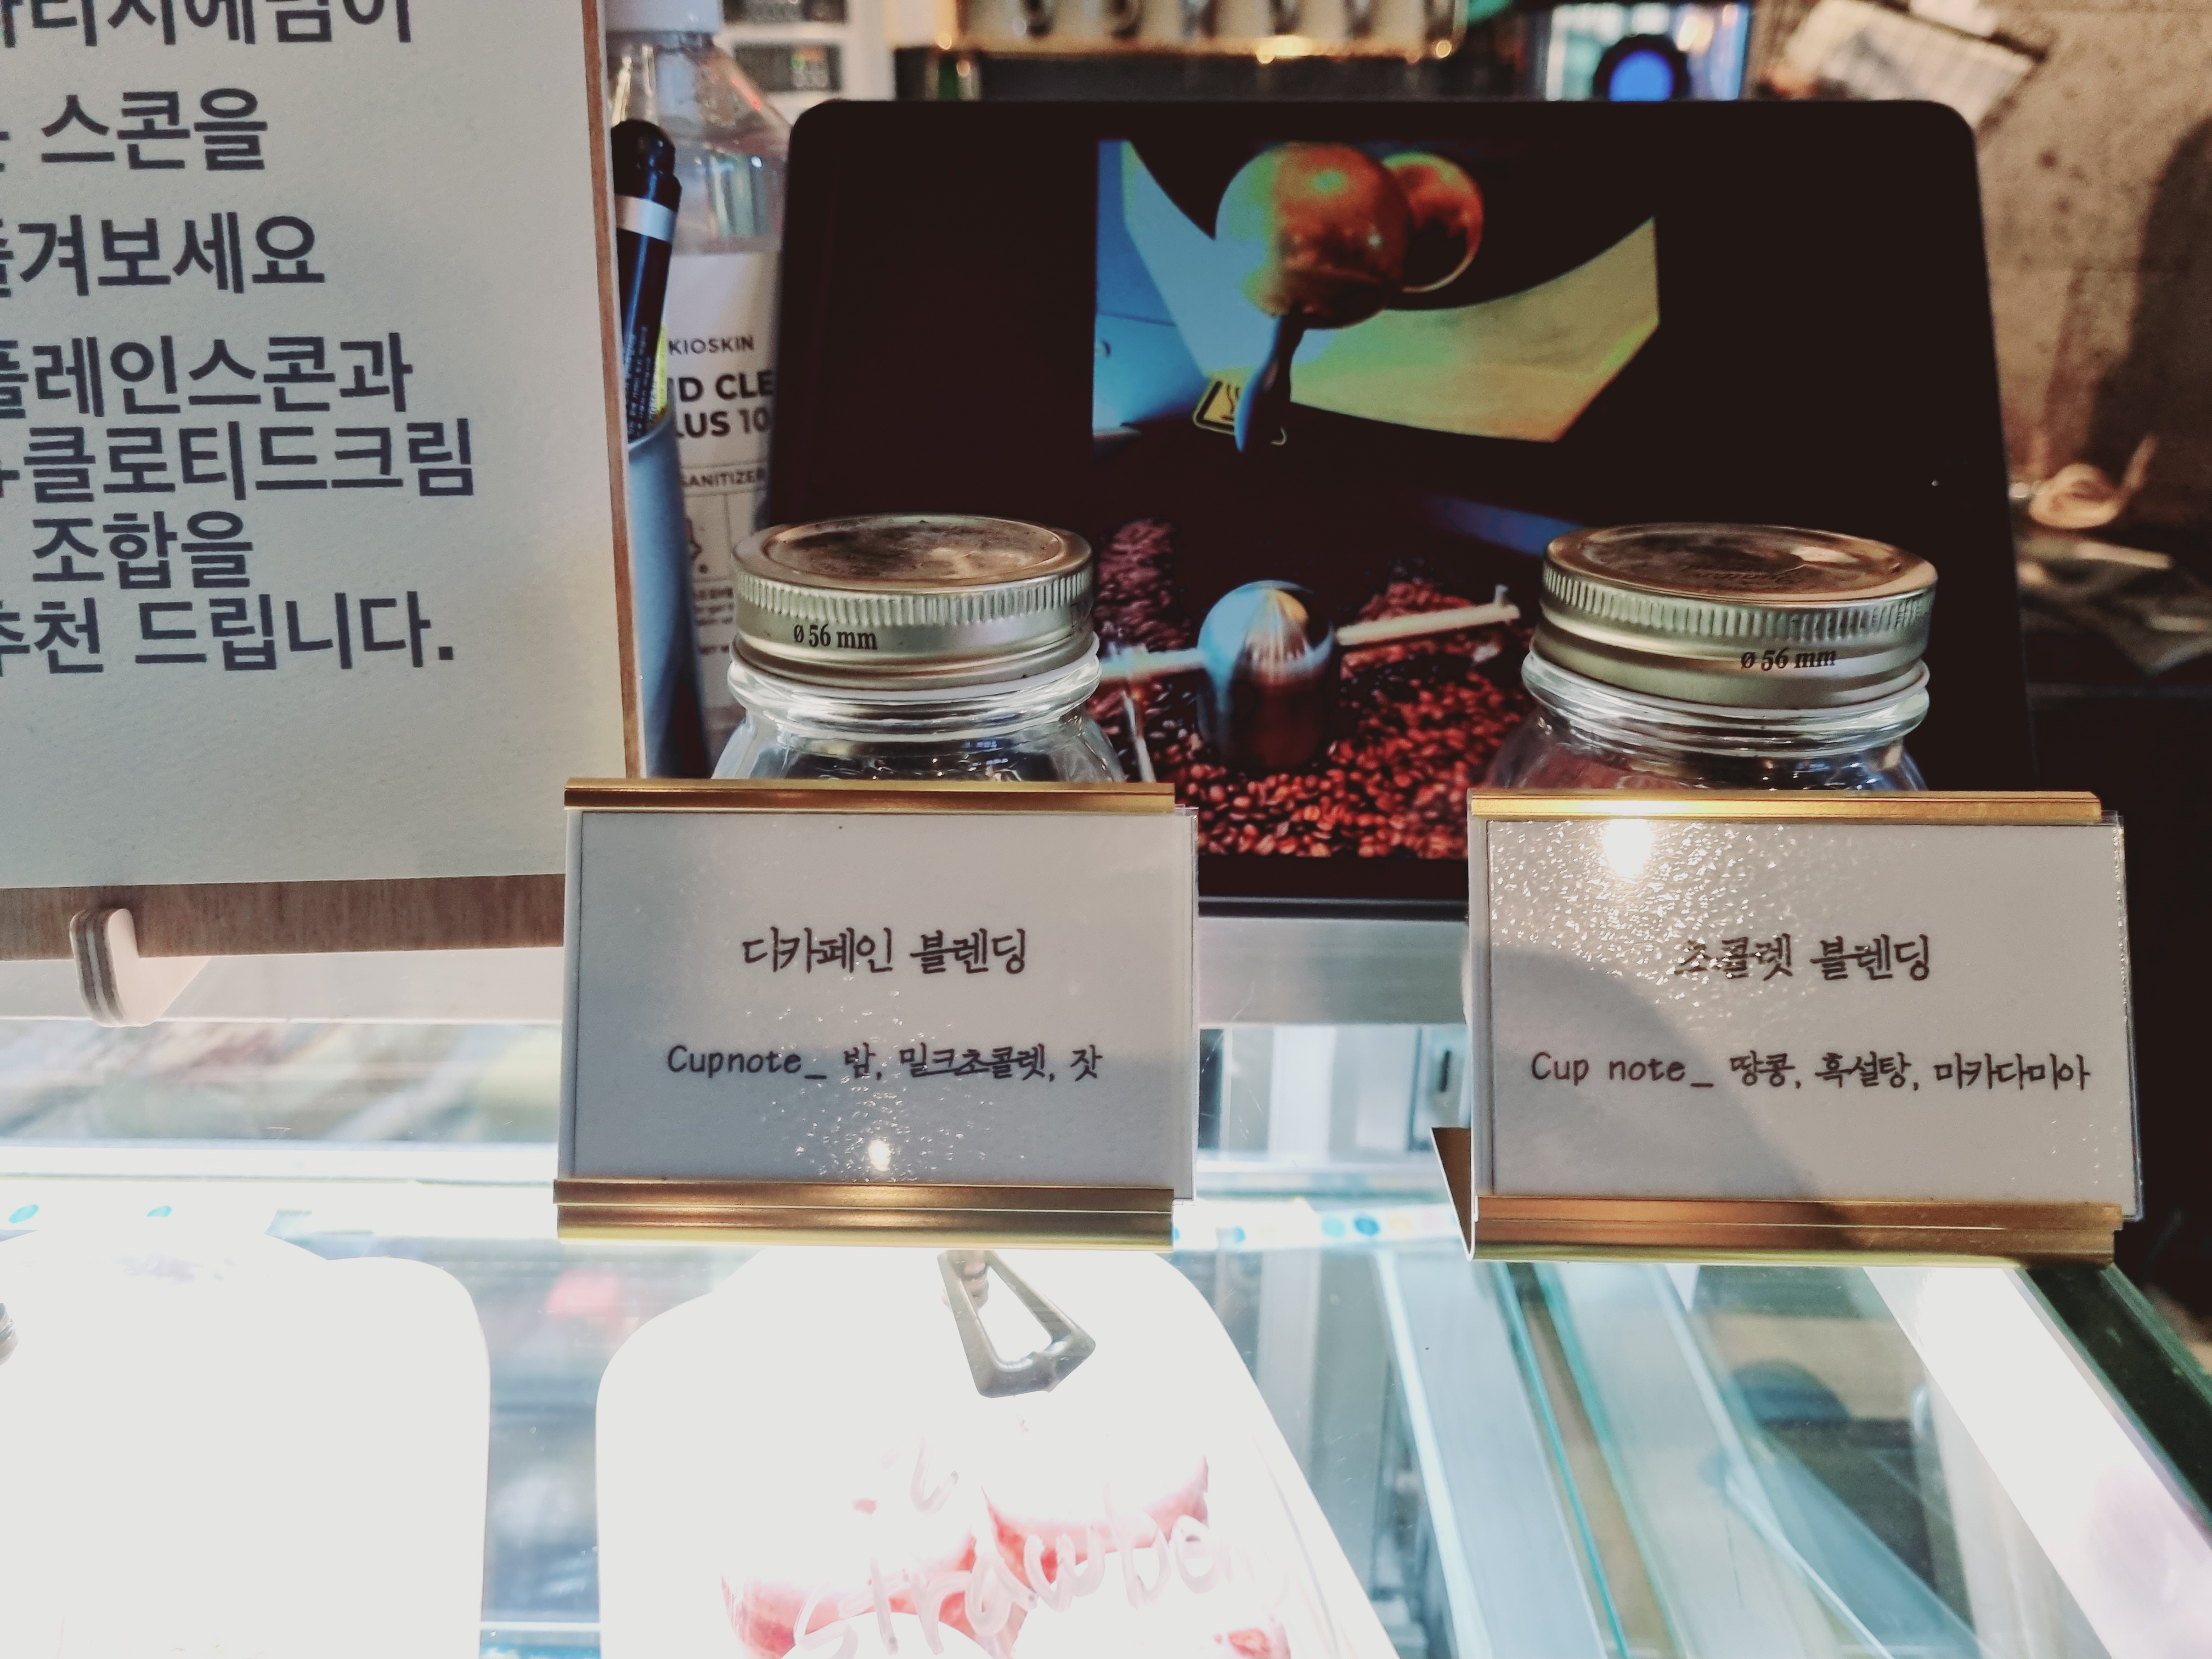 스콘을
겨보세요
플레인스콘과
클로티드크림
조합을
추천 드립니다.
KIOSKIN
SANITIZER
ø 56 mm
ø 56 mm
디카페인 블렌딩
Cupnote_ 밤, 밀크초콜렛, 잣
초콜렛 블렌딩
Cup note_ 땅콩, 흑설탕, 마카다미아